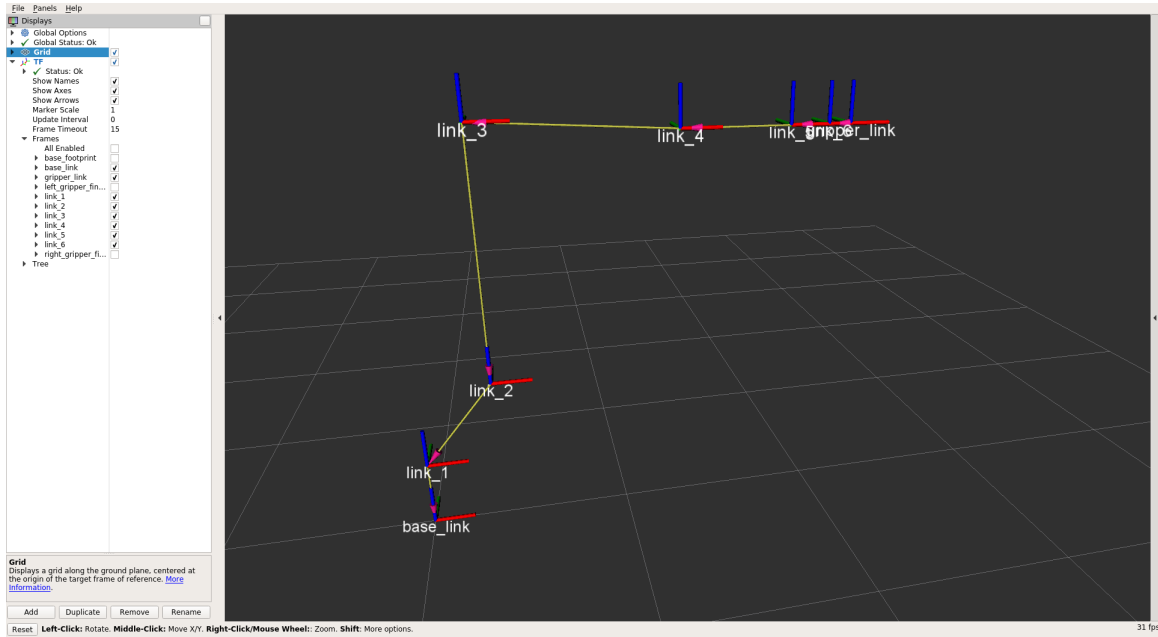 File Panels Help
Displays
Global Options
Global Status: Ok
Grid
TF
Status: Ok
Show Names
Show Axes
Show Arrows
Marker Scale 1
Update Interval 0
Frame Timeout 15
Frames
All Enabled
base_footprint
base_link
gripper_link
left_gripper_fin...
link_1
link_2
link_3
link_4
link_5
link_6
right_gripper_fi...
Tree
link_3
link_4
link_2
link_1
base_link
Grid
Displays a grid along the ground plane, centered at
the origin of the target frame of reference. More
Information.
Add Duplicate Remove Rename
Reset Left-Click: Rotate. Middle-Click: Move X/Y. Right-Click/Mouse Wheel:: Zoom. Shift: More options. 31 fps